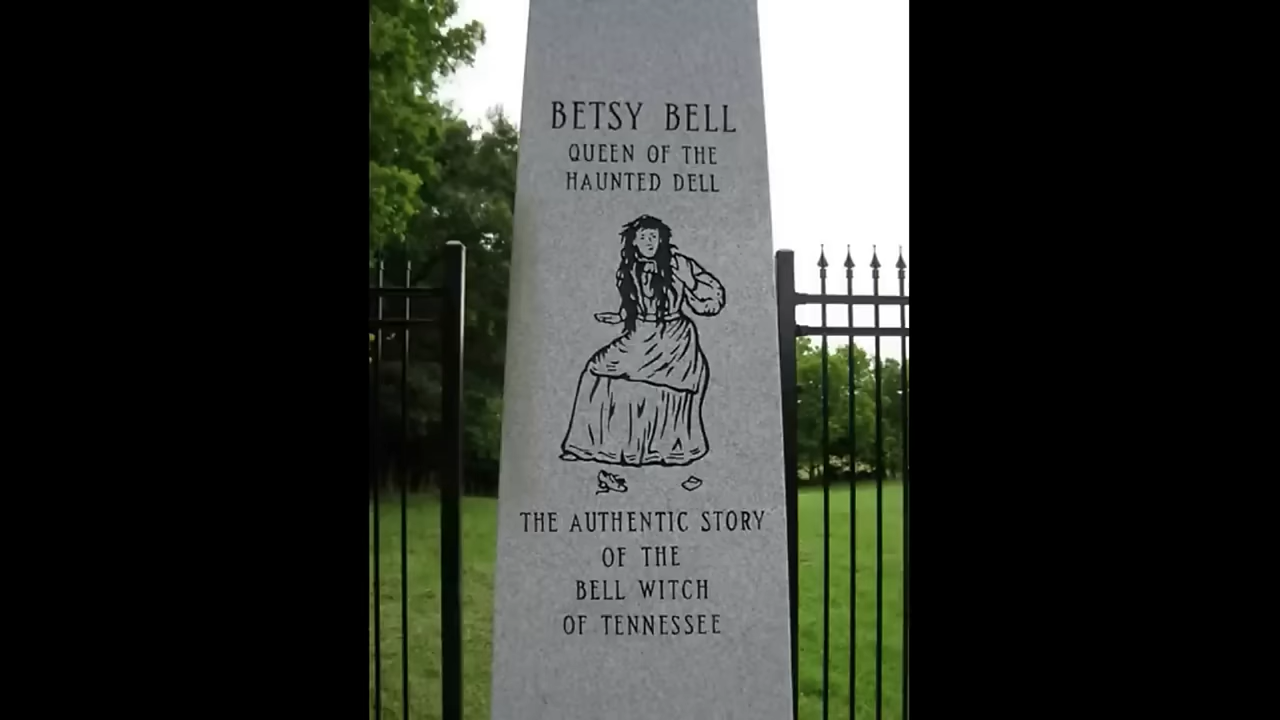 BETSY BELL
QUEEN OF THE
HAUNTED DELL
THE AUTHENTIC STORY
OF THE
BELL WITCH
OF TENNESSEE